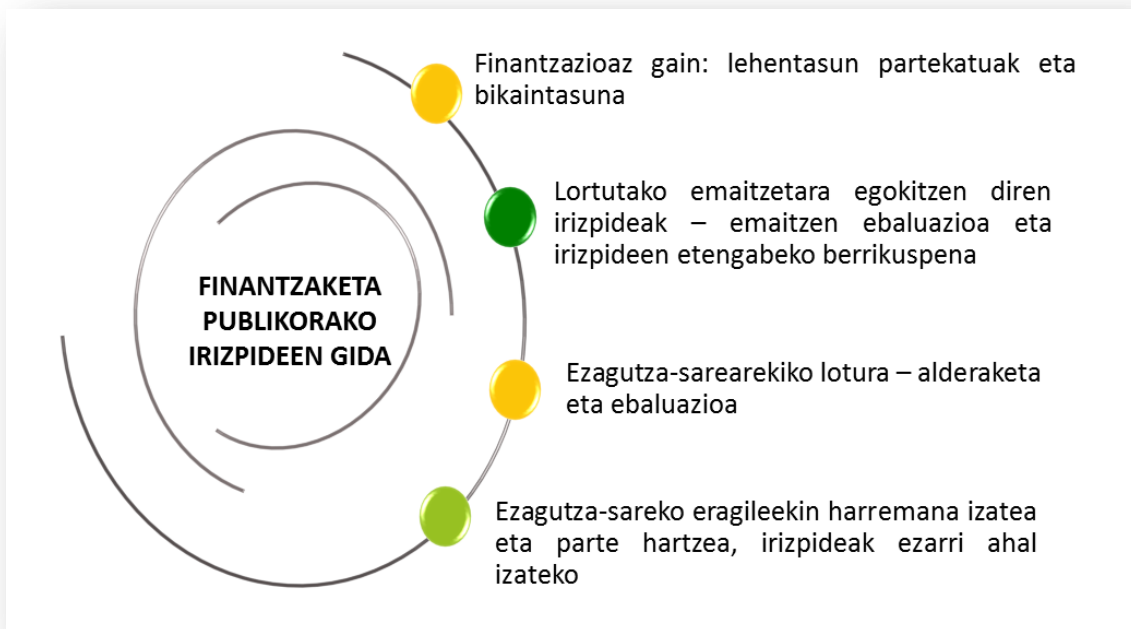 Finantzazioaz gain: lehentasun partekatuak eta
bikaintasuna
Lortutako emaitzetara egokitzen diren
irizpideak – emaitzen ebaluazioa eta
irizpideen etengabeko berrikuspena
FINANTZAKETA
PUBLIKORAKO
IRIZPIDEEN GIDA
Ezagutza-sarearekiko lotura – alderaketa
eta ebaluazioa
Ezagutza-sareko eragileekin harremana izatea
eta parte hartzea, irizpideak ezarri ahal
izateko